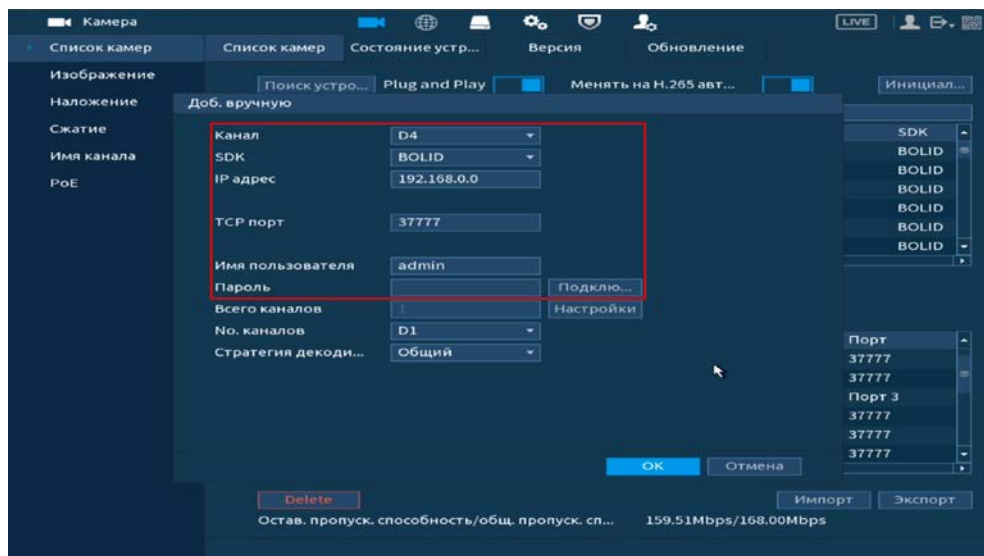 Камера LIVE
Список камер Список камер Состояние устр... Версия Обновление
Изображение
Поиск устро... Plug and Play Менять на H.265 авт... Инициал...
Наложение Доб. вручную
Сжатие Канал D4 SDK
Имя канала SDK BOLID BOLID
PoE IP адрес 192.168.0.0 BOLID
BOLID
BOLID
TCP порт 37777 BOLID
BOLID
Имя пользователя admin
Пароль Подклю...
Всего каналов 1 Настройки
No. каналов D1 Порт
Стратегия декоди... Общий 37777
37777
Порт 3
37777
37777
37777
OK Отмена
Delete Импорт Экспорт
Остав. пропуск. способность/общ. пропуск. сп... 159.51Mbps/168.00Mbps